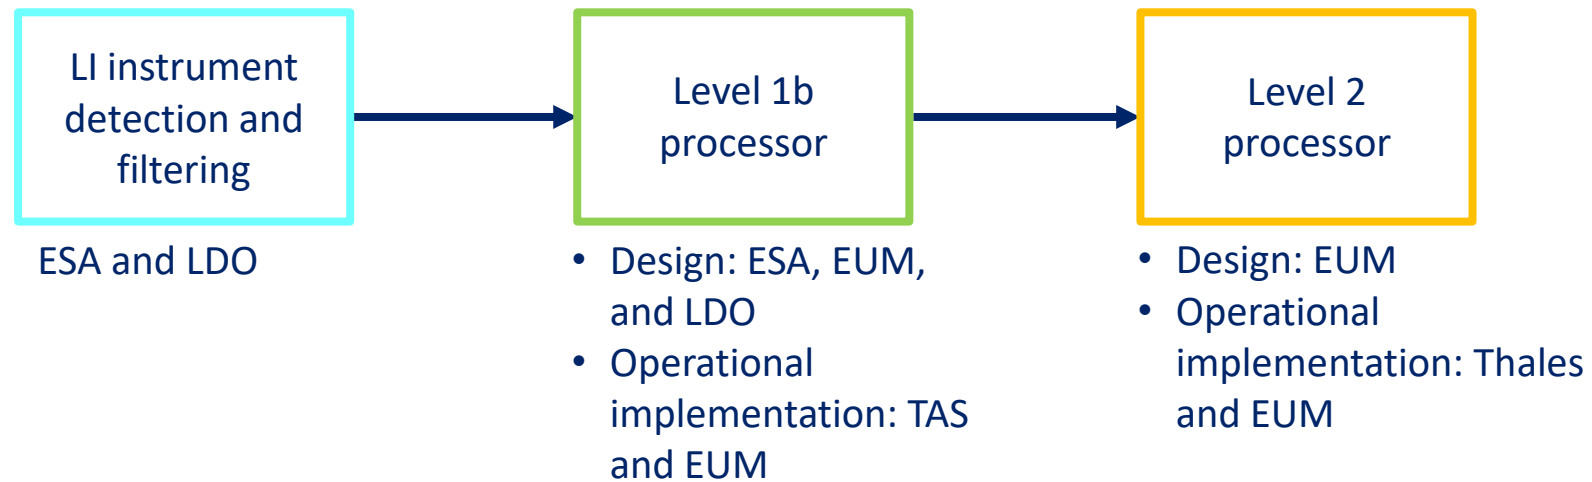 LI instrument
detection and
filtering
ESA and LDO
Level 1b
processor
• Design: ESA, EUM,
and LDO
• Operational
implementation: TAS
and EUM
Level 2
processor
• Design: EUM
• Operational
implementation: Thales
and EUM